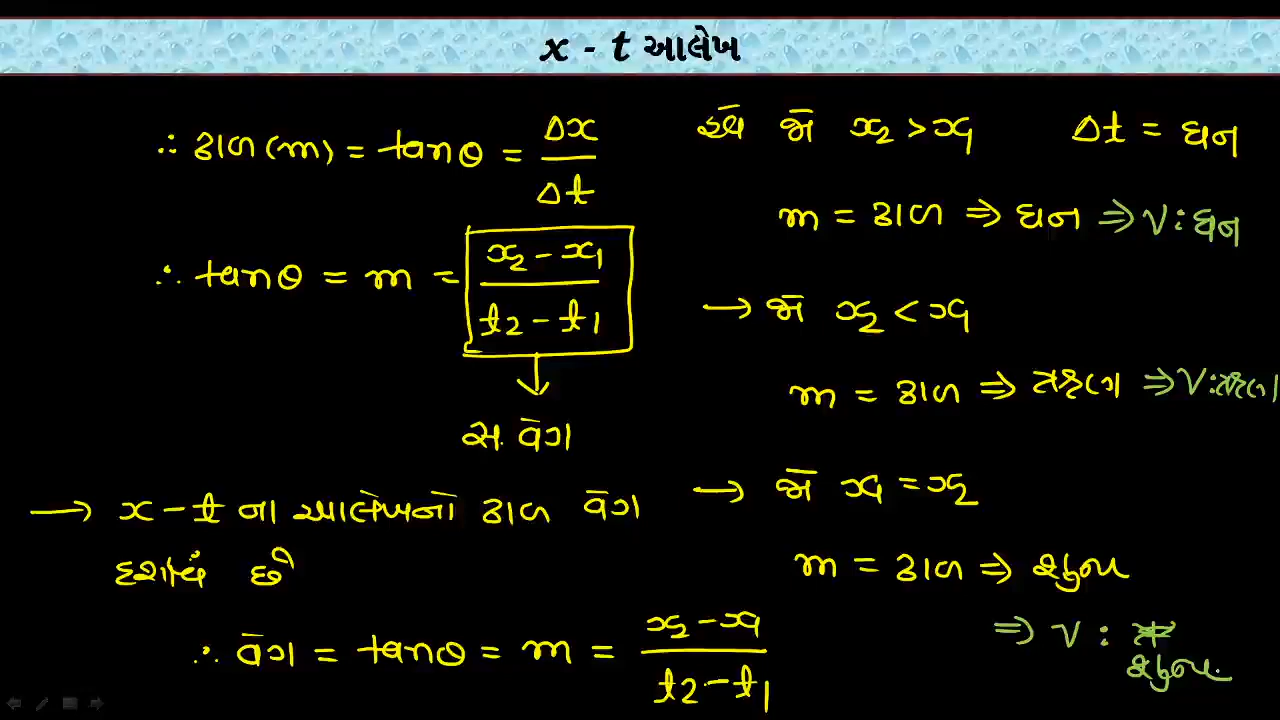 x - t આલેખ
∴ ઢાળ(m) = tanθ = Δx / Δt
∴ tanθ = m = x₂ - x₁ / t₂ - t₁
સ. વેગ
→ x - t ના આલેખનો ઢાળ વેગ
દર્શાવે છે
∴ વેગ = tanθ = m = x₂ - x₁ / t₂ - t₁
હવે જો x₂ > x₁ Δt = ધન
m = ઢાળ ⇒ ધન ⇒ v : ધન
→ જો x₂ < x₁
m = ઢાળ ⇒ ઋણ ⇒ v : ઋણ
→ જો x₁ = x₂
m = ઢાળ ⇒ શૂન્ય
⇒ v :
શૂન્ય.